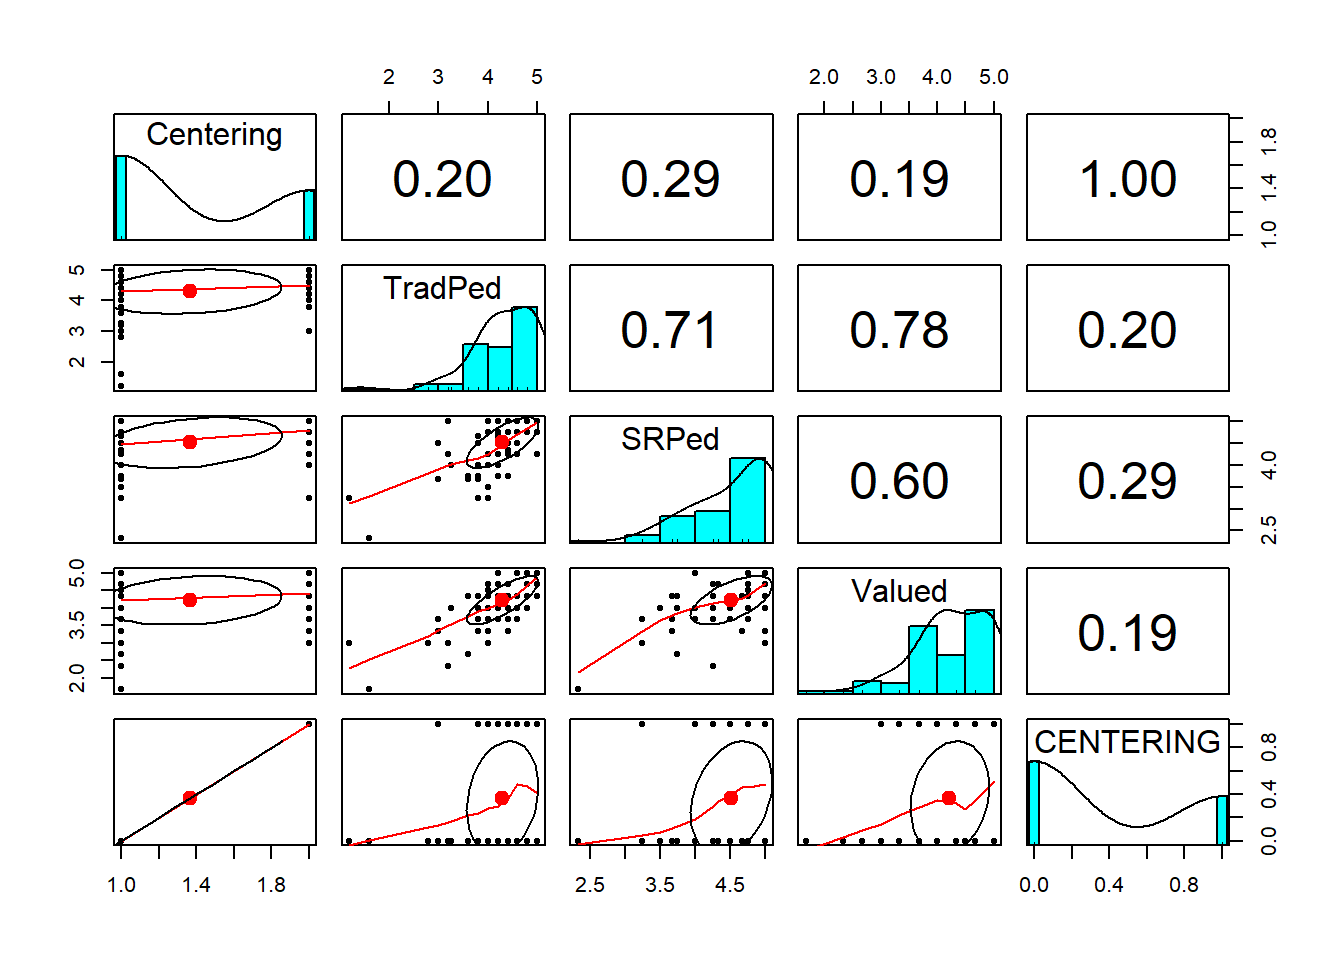 2 3 4 5 2.0 3.0 4.0 5.0
Centering 0.20 0.29 0.19 1.00
1.0 1.4 1.8
2 3 4 5
TradPed 0.71 0.78 0.20
SRPed 0.60 0.29
2.5 4.0
2.0 3.5 5.0
Valued 0.19
CENTERING
0.0 0.4 0.8
1.0 1.4 1.8 2.5 3.5 4.5 0.0 0.4 0.8